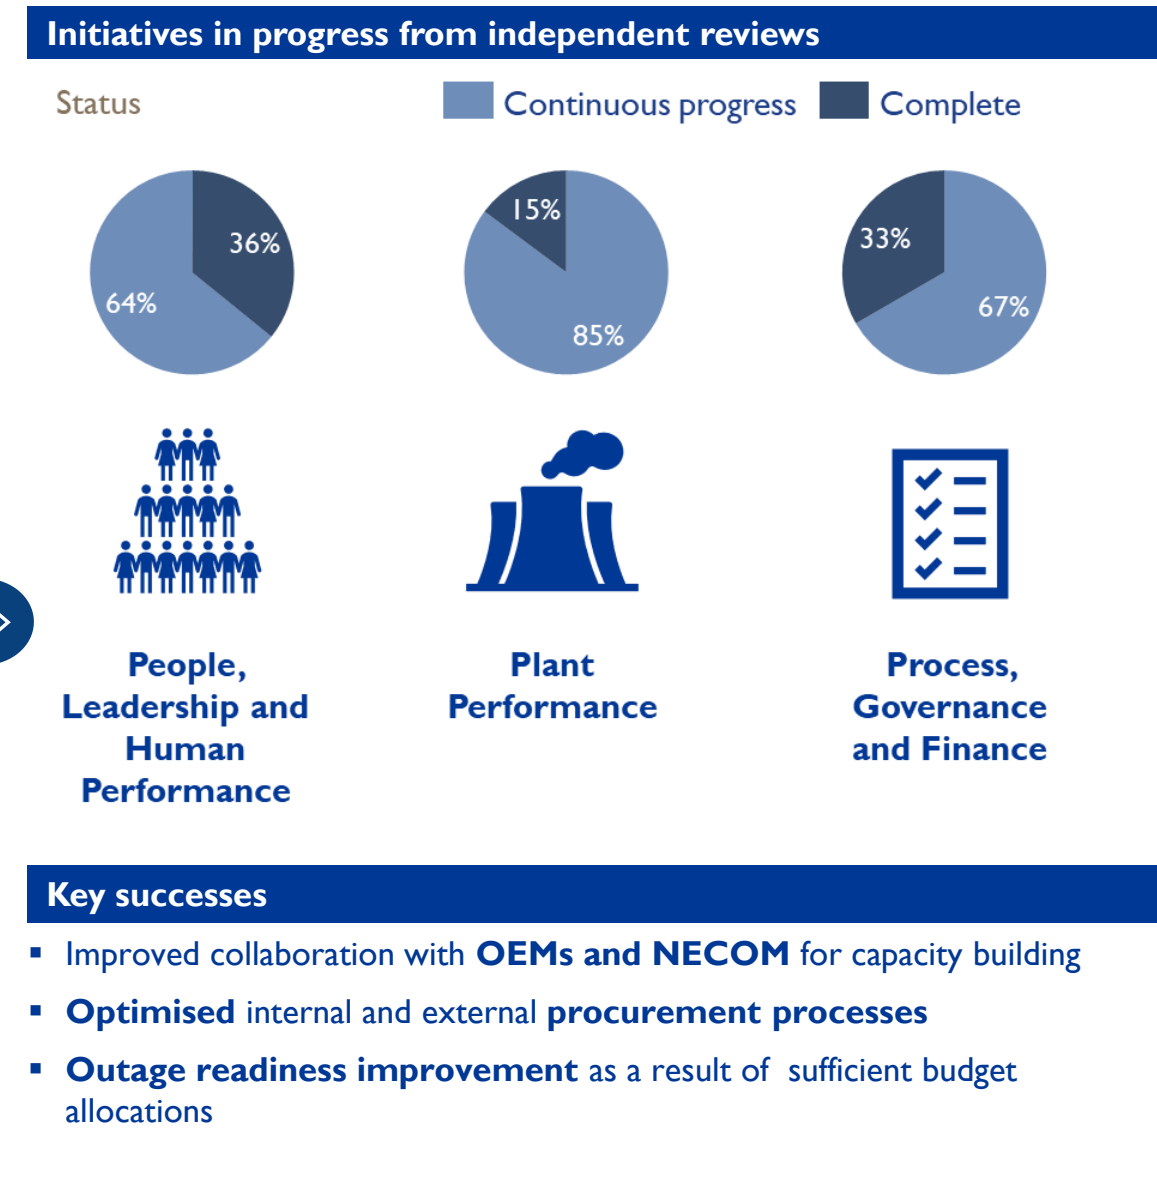 Initiatives in progress from independent reviews
Status
Continuous progress
Complete
36%
64%
15%
85%
33%
67%
People,
Leadership and
Human
Performance
Plant
Performance
Process,
Governance
and Finance
Key successes
▪ Improved collaboration with OEMs and NECOM for capacity building
▪ Optimised internal and external procurement processes
▪ Outage readiness improvement as a result of  sufficient budget
allocations